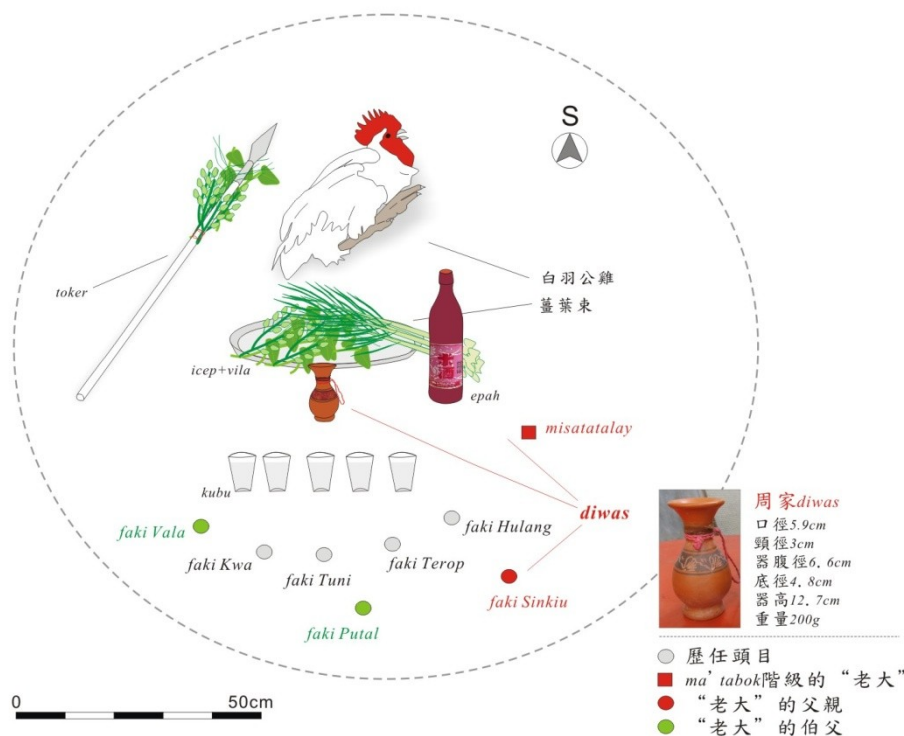 S
toker
白羽公雞
薑葉束
icep+vila
epah
misatatalay
kubu
diwas
faki Vala
faki Hulang
faki Kwa
faki Tuni
faki Terop
faki Sinkiu
faki Putal
周家diwas
口徑5.9cm
頸徑3cm
器腹徑6.6cm
底徑4.8cm
器高12.7cm
重量200g
歷任頭目
ma' tabok階級的“老大”
“老大”的父親
“老大”的伯父
0 50cm